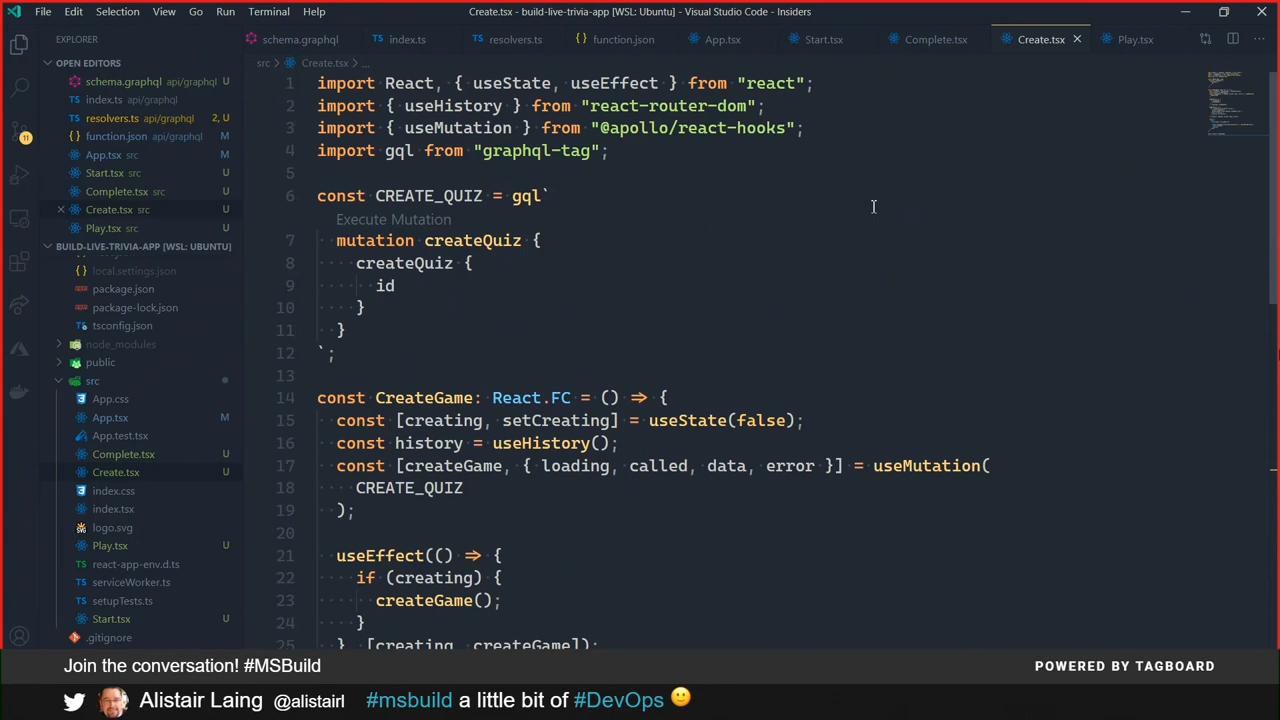 File Edit Selection View Go Run Terminal Help
Create.tsx - build-live-trivia-app [WSL: Ubuntu] - Visual Studio Code - Insiders
EXPLORER
schema.graphql index.ts resolvers.ts function.json App.tsx Start.tsx Complete.tsx Create.tsx Play.tsx
OPEN EDITORS
schema.graphql api/graphql
index.ts api/graphql
resolvers.ts api/graphql 2, U
function.json api/graphql M
App.tsx src M
Start.tsx src U
Complete.tsx src U
Create.tsx src U
Play.tsx src U
11
BUILD-LIVE-TRIVIA-APP [WSL: UBUNTU]
local.settings.json
package.json
package-lock.json
tsconfig.json
node_modules
public
src
App.css
App.tsx M
App.test.tsx
Complete.tsx U
Create.tsx U
index.css
index.tsx
logo.svg
Play.tsx U
react-app-env.d.ts
serviceWorker.ts
setupTests.ts
Start.tsx U
.gitignore
src > Create.tsx > ...
1 import React, { useState, useEffect } from "react";
2 import { useHistory } from "react-router-dom";
3 import { useMutation } from "@apollo/react-hooks";
4 import gql from "graphql-tag";
5
6 const CREATE_QUIZ = gql`
Execute Mutation
7 mutation createQuiz {
8 createQuiz {
9 id
10 }
11 }
12 `;
13
14 const CreateGame: React.FC = () => {
15 const [creating, setCreating] = useState(false);
16 const history = useHistory();
17 const [createGame, { loading, called, data, error }] = useMutation(
18 CREATE_QUIZ
19 );
20
21 useEffect(() => {
22 if (creating) {
23 createGame();
24 }
25 }, [creating, createGame]);
Join the conversation! #MSBuild
POWERED BY TAGBOARD
Alistair Laing @alistairl #msbuild a little bit of #DevOps 🙂